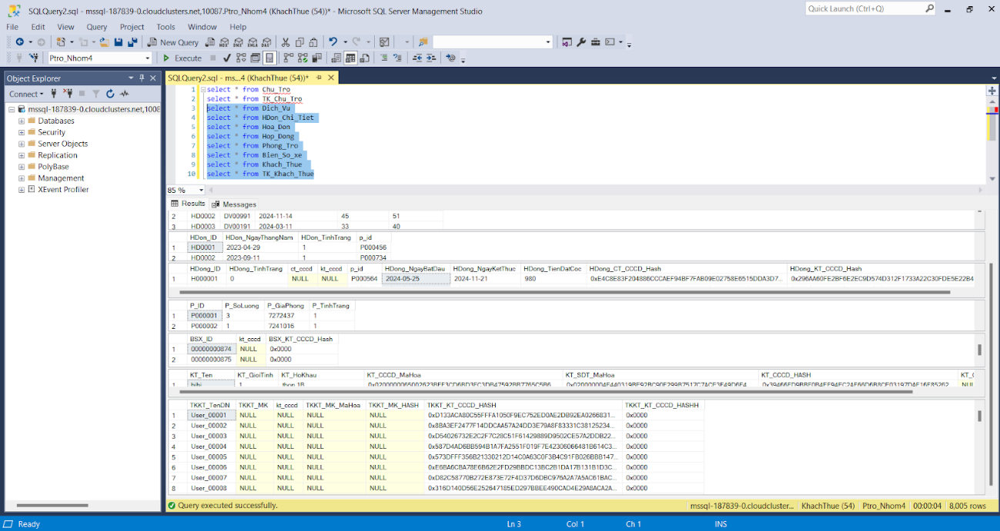 SQLQuery2.sql - mssql-187839-0.cloudclusters.net,10087.Ptro_Nhom4 (KhachThue (54))* - Microsoft SQL Server Management Studio
Quick Launch (Ctrl+Q)
File Edit View Query Project Tools Window Help
New Query
Ptro_Nhom4 Execute
Object Explorer
Connect
mssql-187839-0.cloudclusters.net,10087
Databases
Security
Server Objects
Replication
PolyBase
Management
XEvent Profiler
SQLQuery2.sql - ms...4 (KhachThue (54))*
1 select * from Chu_Tro
2 select * from TK_Chu_Tro
3 select * from Dich_Vu
4 select * from HDon_Chi_Tiet
5 select * from Hoa_Don
6 select * from Hop_Dong
7 select * from Phong_Tro
8 select * from Bien_So_xe
9 select * from Khach_Thue
10 select * from TK_Khach_Thue
85 %
Results Messages
2 HD0002 DV00991 2024-11-14 45 51
3 HD0003 DV00191 2024-03-11 33 40
HDon_ID HDon_NgayThangNam HDon_TinhTrang p_id
1 HD0001 2023-04-29 1 P000456
2 HD0002 2023-09-11 1 P000734
HDong_ID HDong_TinhTrang ct_cccd kt_cccd p_id HDong_NgayBatDau HDong_NgayKetThuc HDong_TienDatCoc HDong_CT_CCCD_Hash HDong_KT_CCCD_Hash
1 H000001 0 NULL NULL P000564 2024-05-25 2024-11-21 980 0xE4C8E83F204886CCCAEF94BF7FAB09E02758E6515DDA3D7... 0x296AA60FE2BF6E2EC9D574D312F1733A22C30FDE5E22B4
P_ID P_SoLuong P_GiaPhong P_TinhTrang
1 P000001 3 7272437 1
2 P000002 1 7241016 1
BSX_ID kt_cccd BSX_KT_CCCD_Hash
1 00000000874 NULL 0x0000
2 00000000875 NULL 0x0000
KT_Ten KT_GioiTinh KT_HoKhau KT_CCCD_MaHoa KT_SDT_MaHoa KT_CCCD_HASH
1 hihi 1 thon 1B
TKKT_TenDN TKKT_MK kt_cccd TKKT_MK_MaHoa TKKT_MK_HASH TKKT_KT_CCCD_HASH TKKT_KT_CCCD_HASHH
1 User_00001 NULL NULL NULL NULL 0xD133ACA80C55FFFA1050F9EC752ED0AE2DB92EA0266831... 0x0000
2 User_00002 NULL NULL NULL NULL 0x8BA3EF2477F14DDCAA57A24DD3E79A8F83331C38125234... 0x0000
3 User_00003 NULL NULL NULL NULL 0xD54026732E2C2F7C28C51F61429889D9502CE57A2DDB22... 0x0000
4 User_00004 NULL NULL NULL NULL 0x587D4AD6BB594B1A7FA2551F019F7E42306066481B614C3... 0x0000
5 User_00005 NULL NULL NULL NULL 0x573DFFF356B21330212D14C0A63C0F3B4C91FB026BBB147... 0x0000
6 User_00006 NULL NULL NULL NULL 0xE6BA6CBA78E6B62E2FD29BBDC13BC2B1DA17B131B1D3C... 0x0000
7 User_00007 NULL NULL NULL NULL 0xD82C58770B272E873E72F4D37D6DBC976A2A7A5AC61BAC... 0x0000
8 User_00008 NULL NULL NULL NULL 0x316D140D56E252647185ED297BBEE490CAD4E29A8ACA2A... 0x0000
Query executed successfully. mssql-187839-0.cloudcluster... KhachThue (54) Ptro_Nhom4 00:00:04 8,005 rows
Ready Ln 3 Col 1 Ch 1 INS